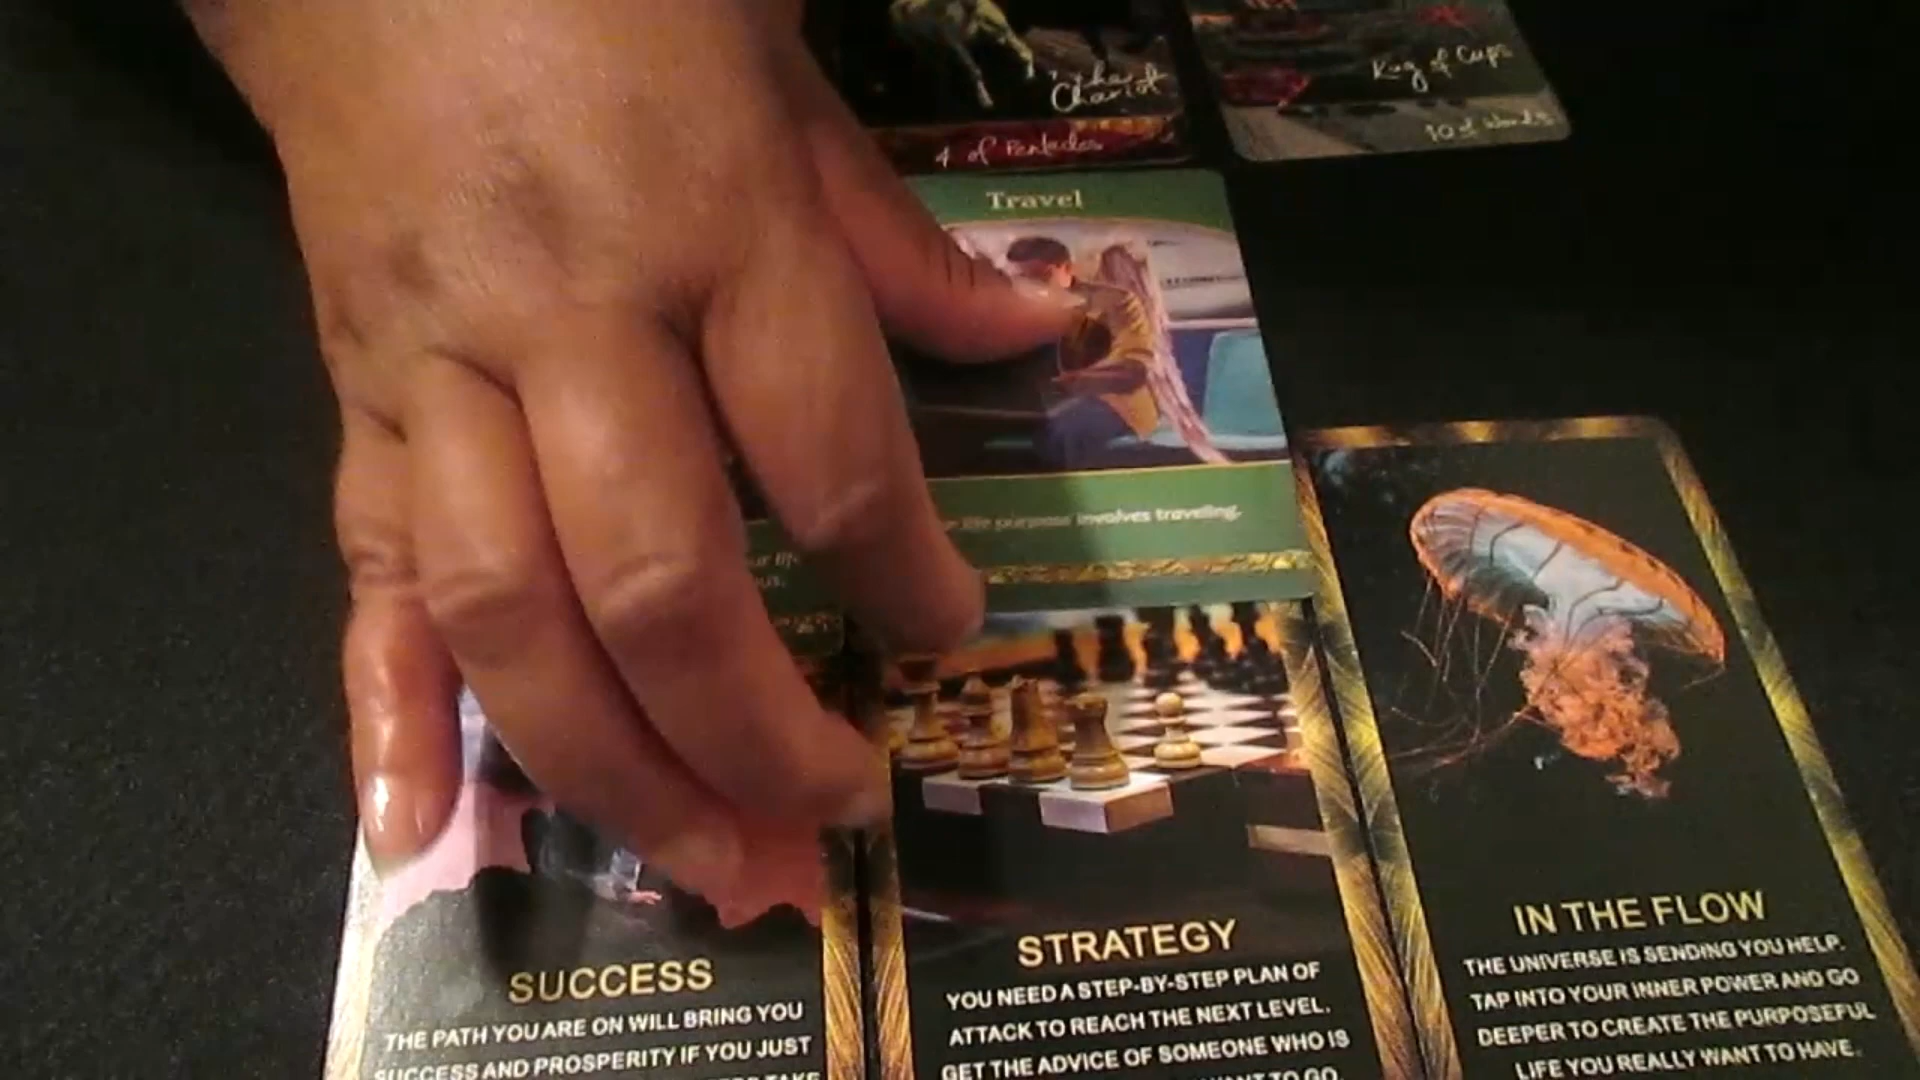 The
Chariot
4 of Pentacles
King of Cups
10 of Wands
Travel
life purpose involves traveling.
SUCCESS
THE PATH YOU ARE ON WILL BRING YOU
SUCCESS AND PROSPERITY IF YOU JUST
TAKE
STRATEGY
YOU NEED A STEP-BY-STEP PLAN OF
ATTACK TO REACH THE NEXT LEVEL.
GET THE ADVICE OF SOMEONE WHO IS
WANT TO GO.
IN THE FLOW
THE UNIVERSE IS SENDING YOU HELP.
TAP INTO YOUR INNER POWER AND GO
DEEPER TO CREATE THE PURPOSEFUL
LIFE YOU REALLY WANT TO HAVE.